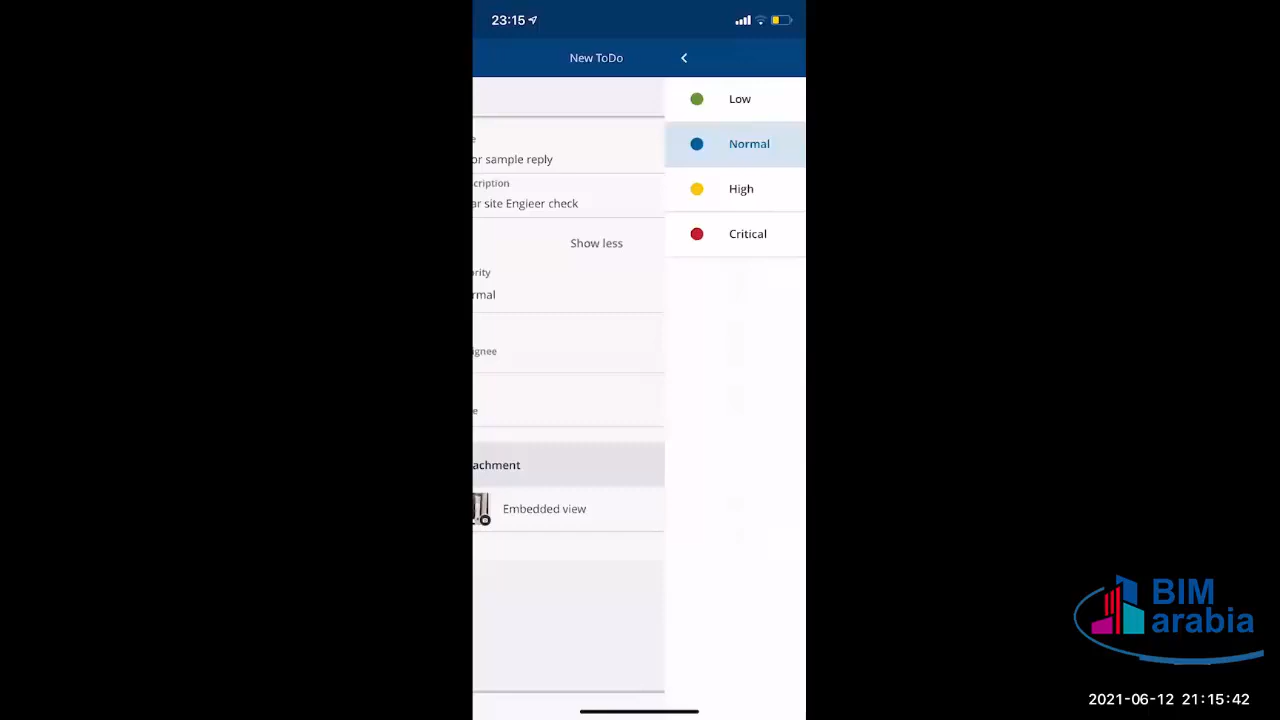 23:15
New ToDo
or sample reply
cription
ar site Engieer check
Show less
ority
rmal
ignee
e
achment
Embedded view
Low
Normal
High
Critical
BIM
arabia
2021-06-12 21:15:42